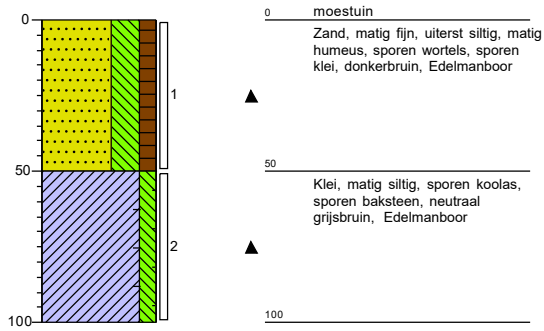 0
50
100
1
2
0
moestuin
Zand, matig fijn, uiterst siltig, matig
humeus, sporen wortels, sporen
klei, donkerbruin, Edelmanboor
50
Klei, matig siltig, sporen koolas,
sporen baksteen, neutraal
grijsbruin, Edelmanboor
100